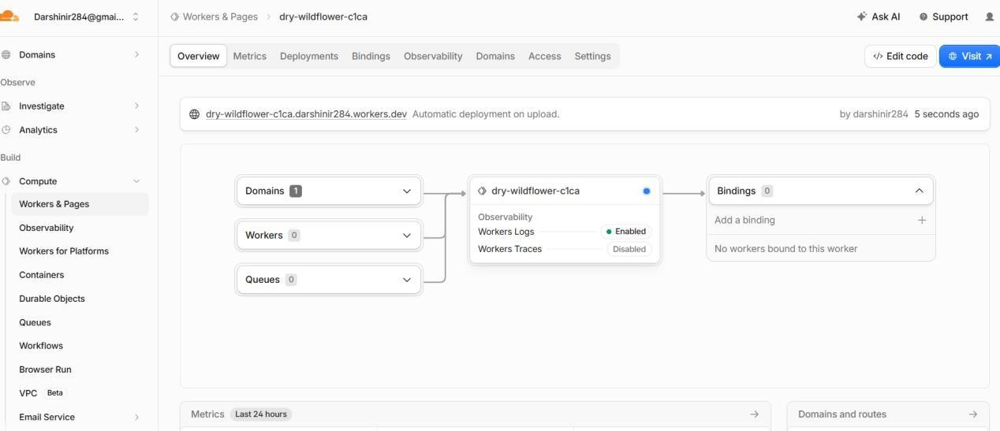 Darshinir284@gmai...
Workers & Pages > dry-wildflower-c1ca
Ask AI
Support
Domains
Observe
Investigate
Analytics
Build
Compute
Workers & Pages
Observability
Workers for Platforms
Containers
Durable Objects
Queues
Workflows
Browser Run
VPC Beta
Email Service
Overview Metrics Deployments Bindings Observability Domains Access Settings
</> Edit code
Visit ↗
dry-wildflower-c1ca.darshinir284.workers.dev Automatic deployment on upload.
by darshinir284 5 seconds ago
Domains 1
Workers 0
Queues 0
dry-wildflower-c1ca
Observability
Workers Logs Enabled
Workers Traces Disabled
Bindings 0
Add a binding +
No workers bound to this worker
Metrics Last 24 hours →
Domains and routes →